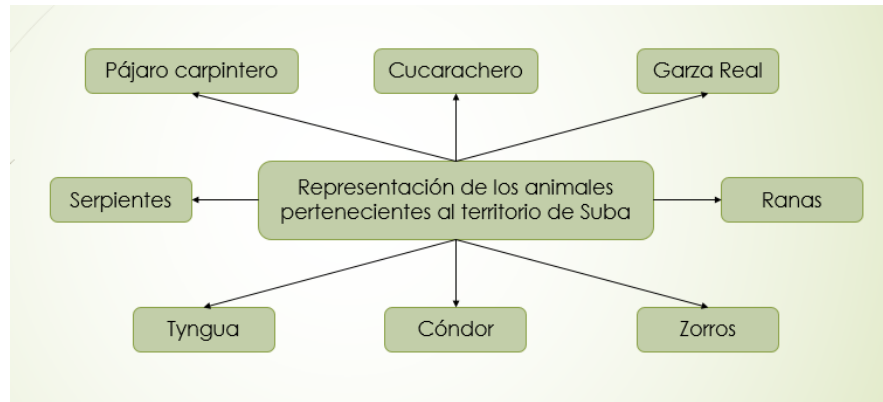 Pájaro carpintero
Cucarachero
Garza Real
Serpientes
Representación de los animales
pertenecientes al territorio de Suba
Ranas
Tyngua
Cóndor
Zorros